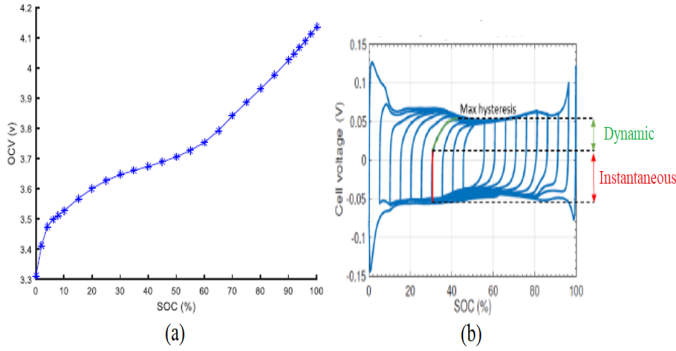 4.2
4.1
4
3.9
3.8
3.7
3.6
3.5
3.4
3.3
OCV (v)
0 10 20 30 40 50 60 70 80 90 100
SOC (%)
(a)
0.15
0.1
0.05
0
-0.05
-0.1
-0.15
Cell voltage (V)
Max hysteresis
Dynamic
Instantaneous
0 20 40 60 80 100
SOC (%)
(b)